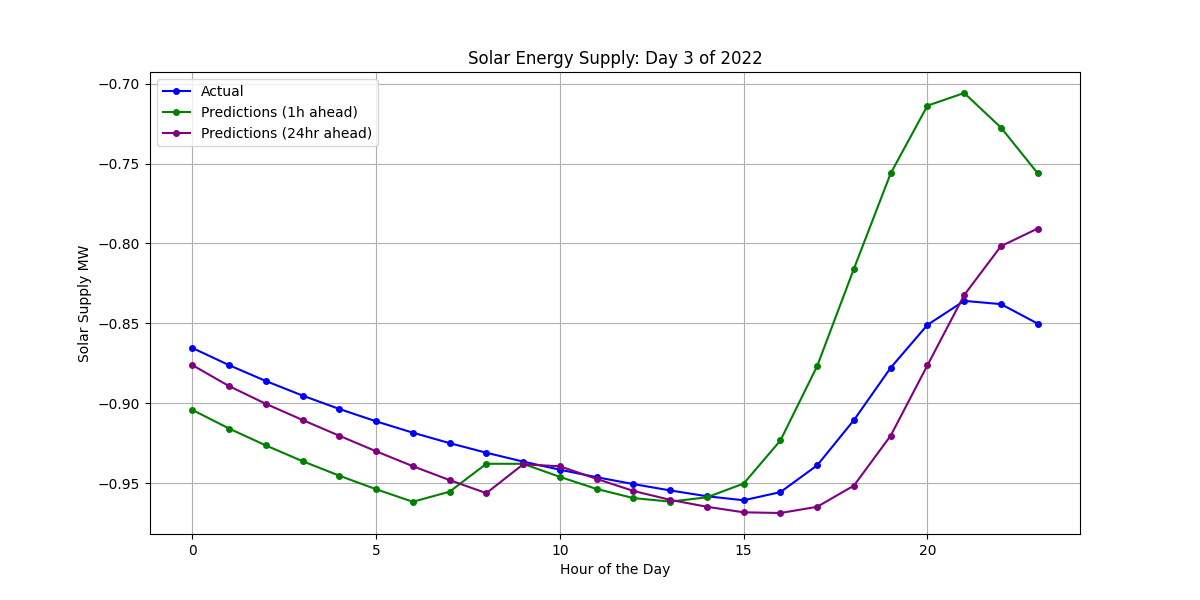 Solar Energy Supply: Day 3 of 2022
Actual
Predictions (1h ahead)
Predictions (24hr ahead)
Solar Supply MW
−0.70
−0.75
−0.80
−0.85
−0.90
−0.95
0 5 10 15 20
Hour of the Day